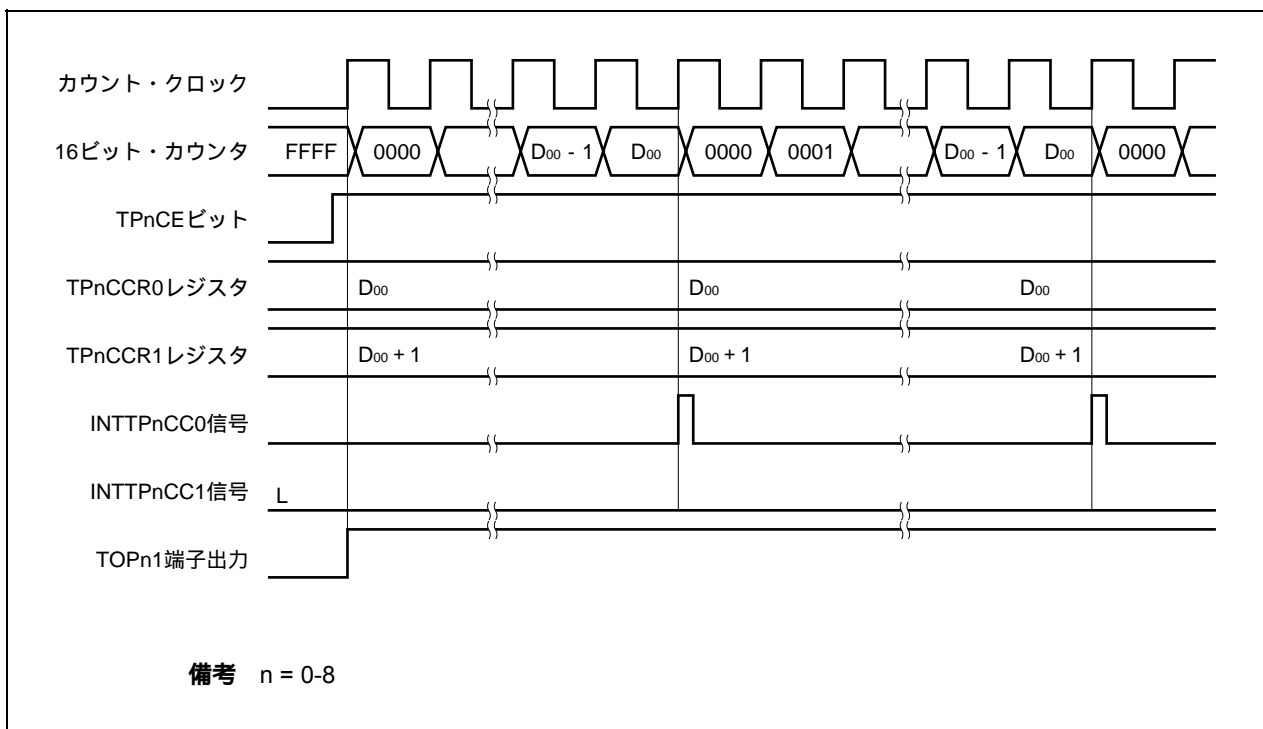 カウント・クロック
16ビット・カウンタ FFFF 0000 D00 - 1 D00 0000 0001 D00 - 1 D00 0000
TPnCEビット
TPnCCR0レジスタ D00 D00 D00
TPnCCR1レジスタ D00 + 1 D00 + 1 D00 + 1
INTTPnCC0信号
INTTPnCC1信号 L
TOPn1端子出力
備考 n = 0-8